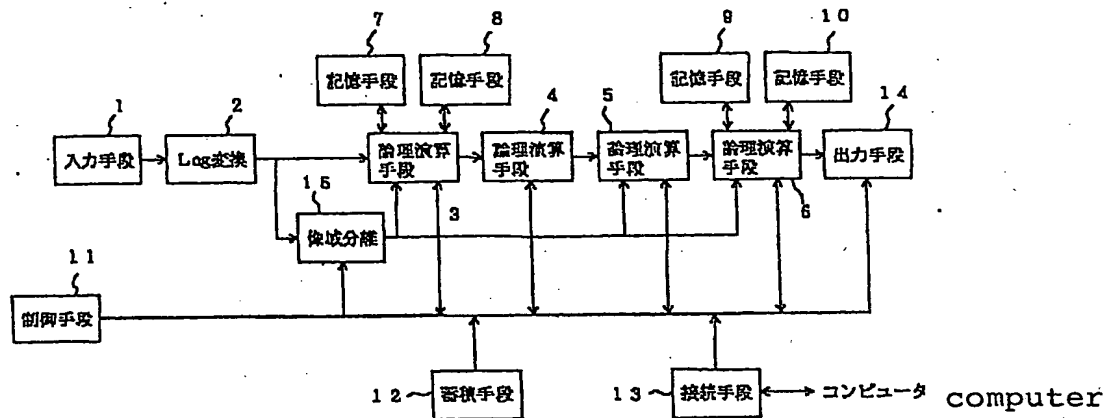 7
8
9
10
記憶手段
記憶手段
記憶手段
記憶手段
1
2
4
5
14
入力手段
Log変換
論理演算
手段
論理演算
手段
論理演算
手段
論理演算
手段
出力手段
15
3
6
像域分離
11
制御手段
12
蓄積手段
13
接続手段
コンピュータ computer